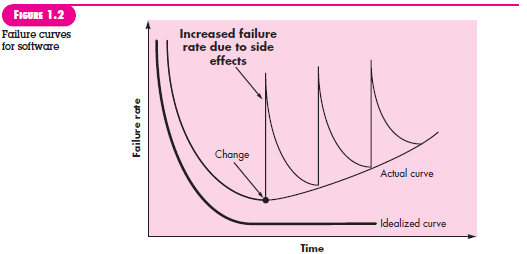 FIGURE 1.2
Failure curves
for software
Increased failure
rate due to side
effects
Failure rate
Change
Actual curve
Idealized curve
Time